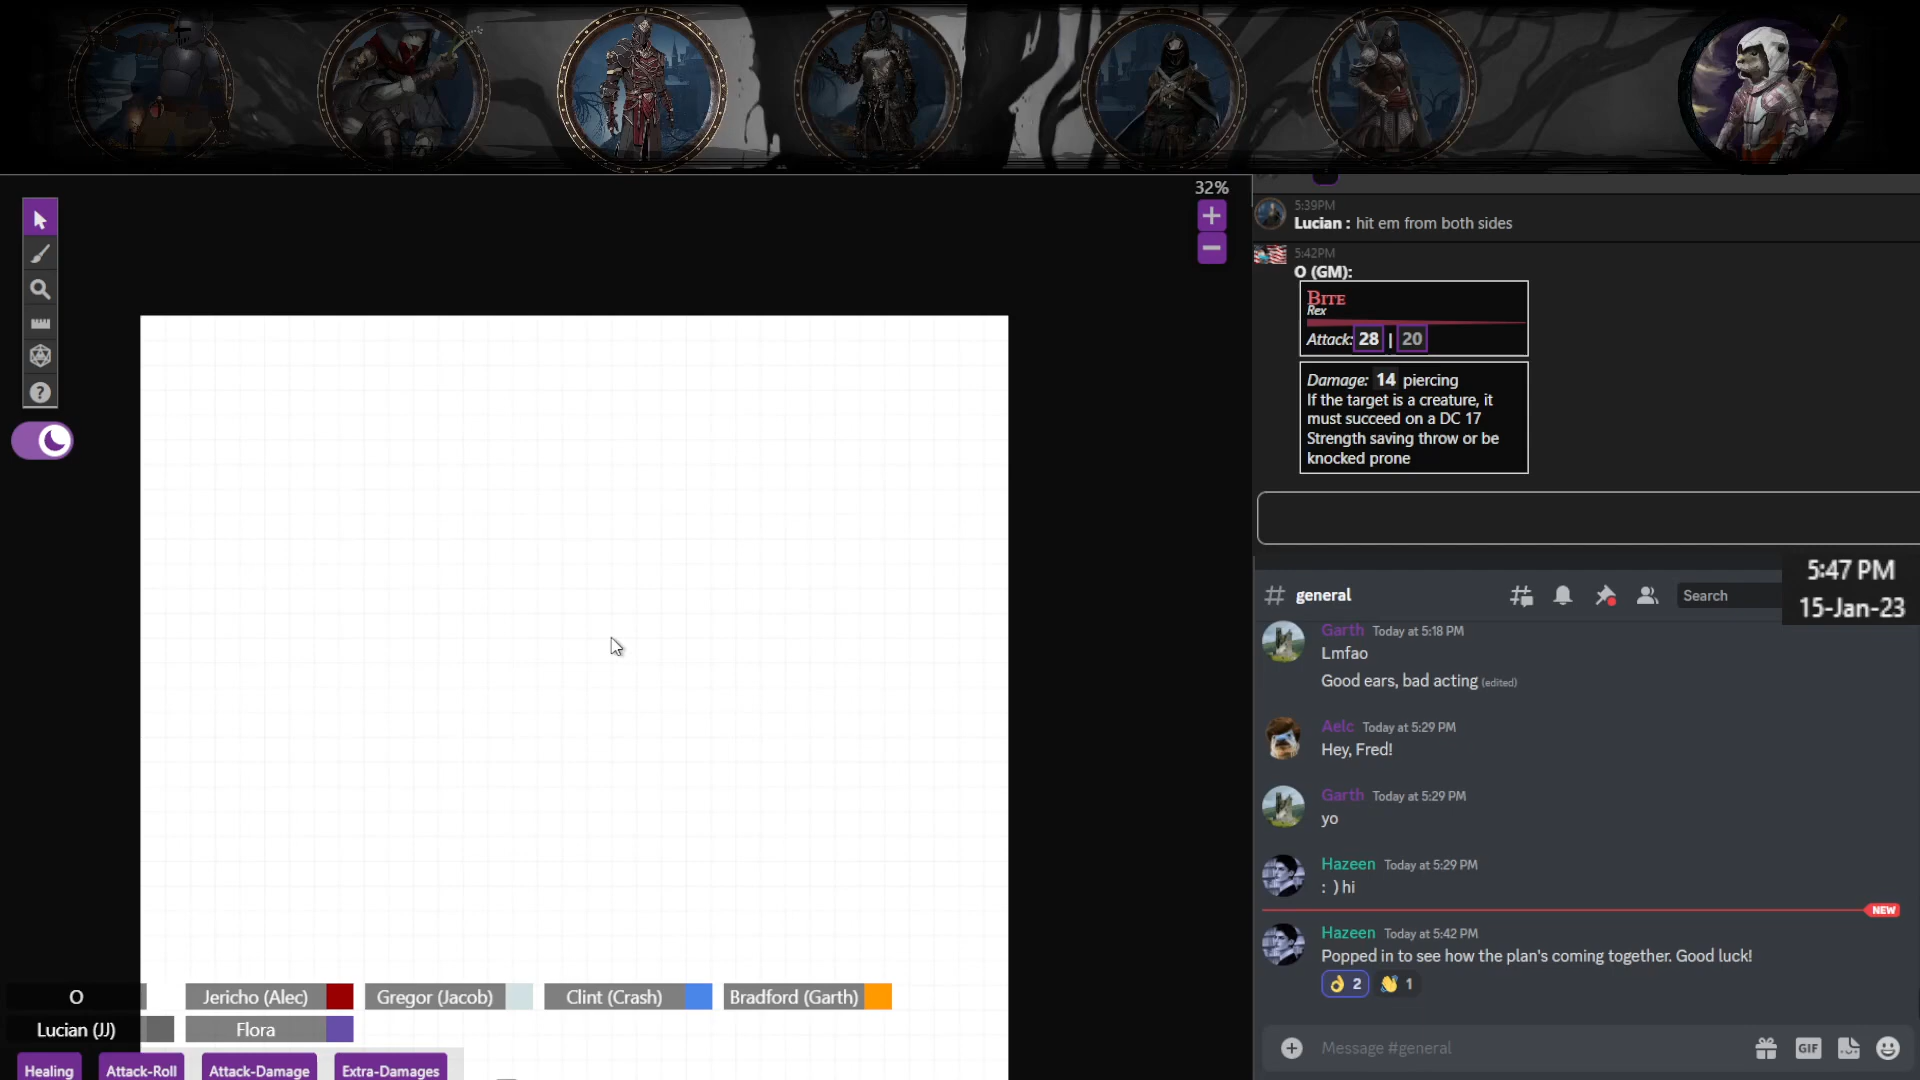 32%
5:39PM
Lucian : hit em from both sides
5:42PM
O (GM):
BITE
Rex
Attack: 28 | 20
Damage: 14 piercing
If the target is a creature, it
must succeed on a DC 17
Strength saving throw or be
knocked prone
5:47 PM
15-Jan-23
general
Search
Garth Today at 5:18 PM
Lmfao
Good ears, bad acting (edited)
Aelc Today at 5:29 PM
Hey, Fred!
Garth Today at 5:29 PM
yo
Hazeen Today at 5:29 PM
: ) hi
NEW
Hazeen Today at 5:42 PM
Popped in to see how the plan's coming together. Good luck!
👌 2 👋 1
Message #general
GIF
O
Jericho (Alec)
Gregor (Jacob)
Clint (Crash)
Bradford (Garth)
Lucian (JJ)
Flora
Healing
Attack-Roll
Attack-Damage
Extra-Damages